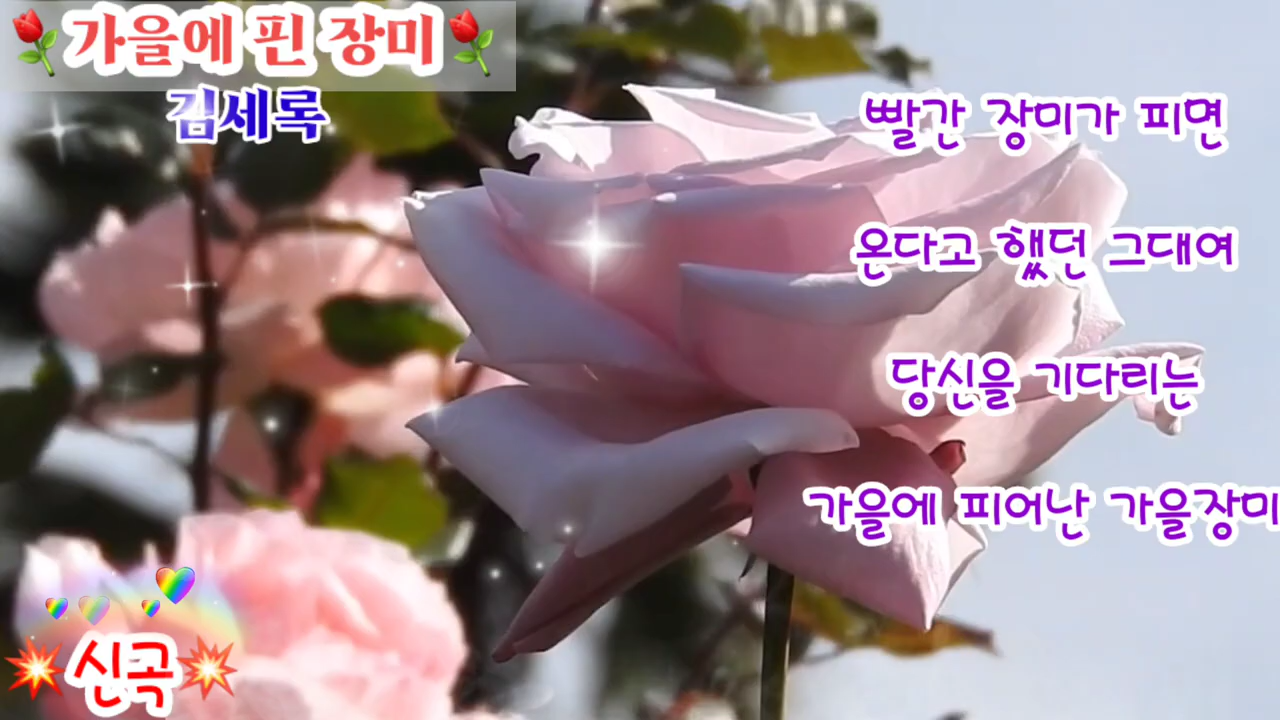 가을에 핀 장미
김세록
빨간 장미가 피면
온다고 했던 그대여
당신을 기다리는
가을에 피어난 가을장미
신곡